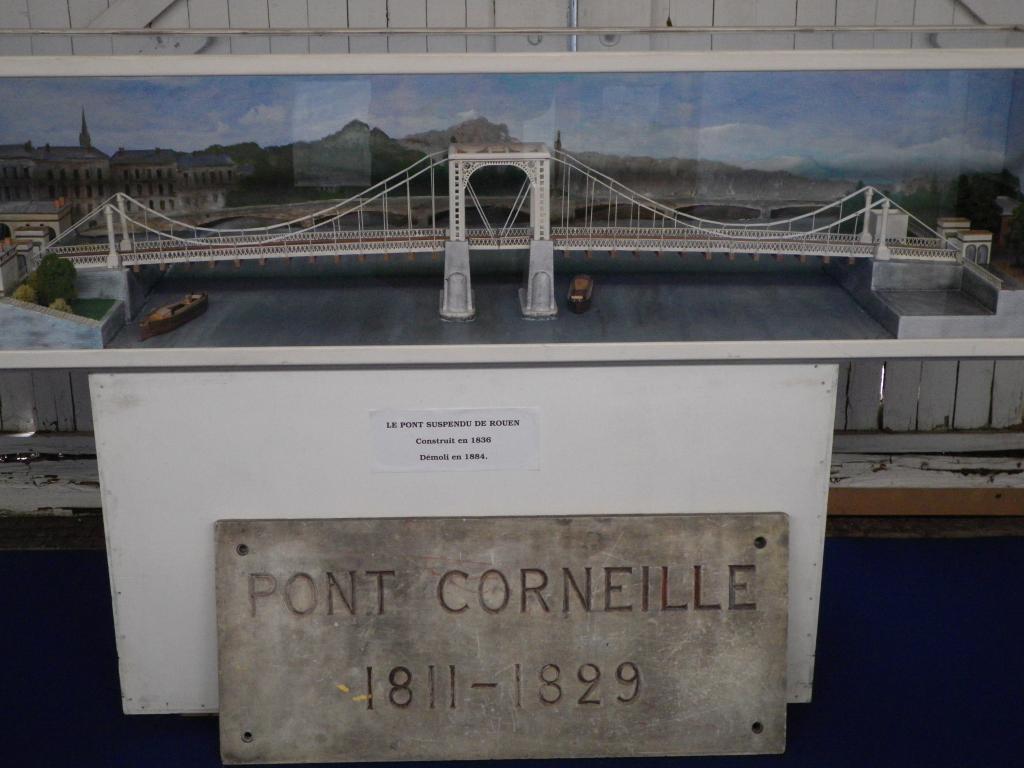 LE PONT SUSPENDU DE ROUEN
Construit en 1836
Démoli en 1884.
PONT CORNEILLE
1811-1829